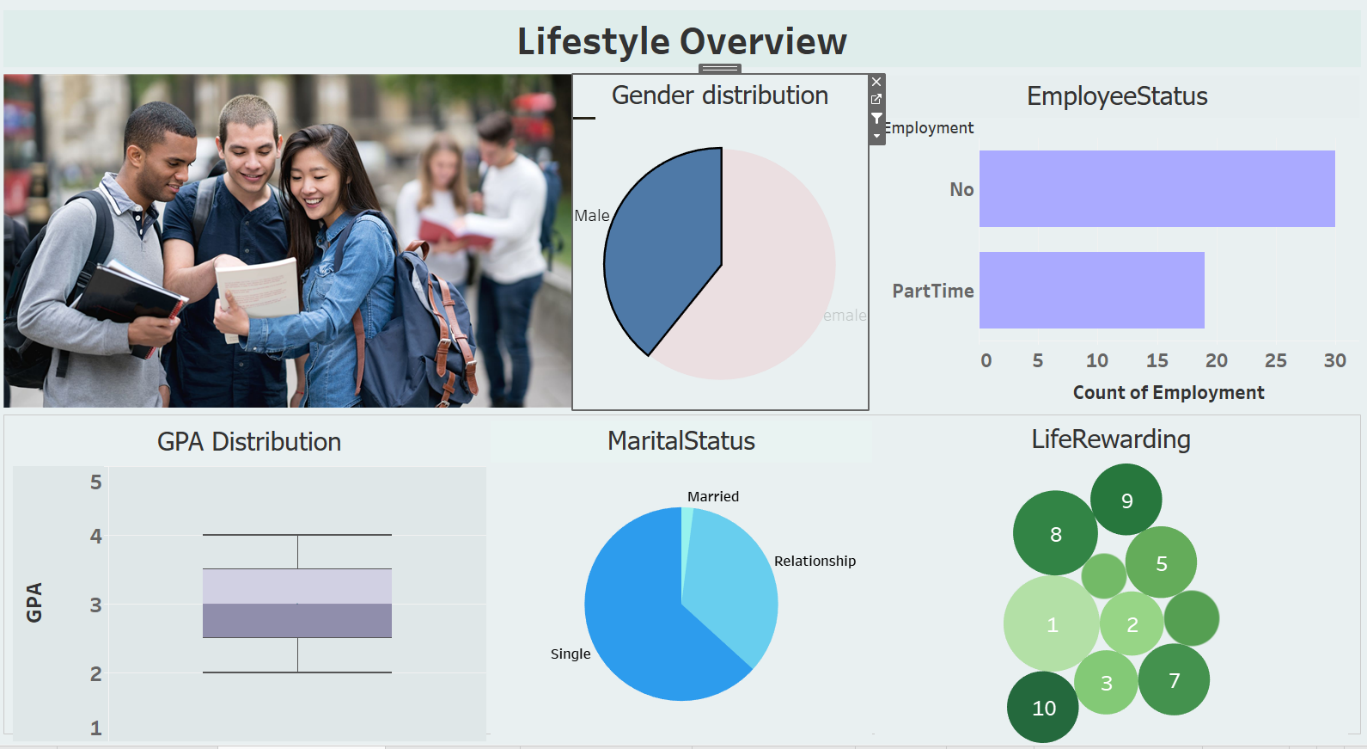 Lifestyle Overview
Gender distribution
Male
emale
EmployeeStatus
Employment
No
PartTime
0 5 10 15 20 25 30
Count of Employment
GPA Distribution
5
4
3
2
1
GPA
MaritalStatus
Married
Relationship
Single
LifeRewarding
9
8
5
1
2
3
7
10